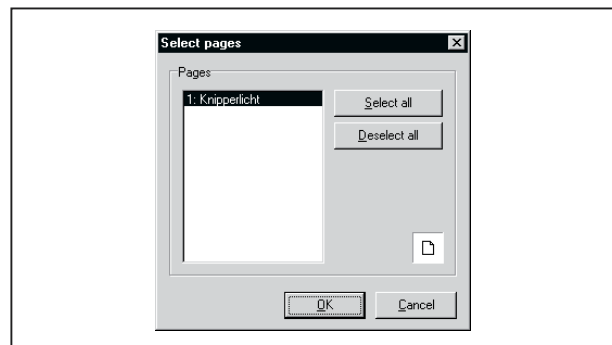 Select pages
Pages
1: Knipperlicht
Select all
Deselect all
OK
Cancel